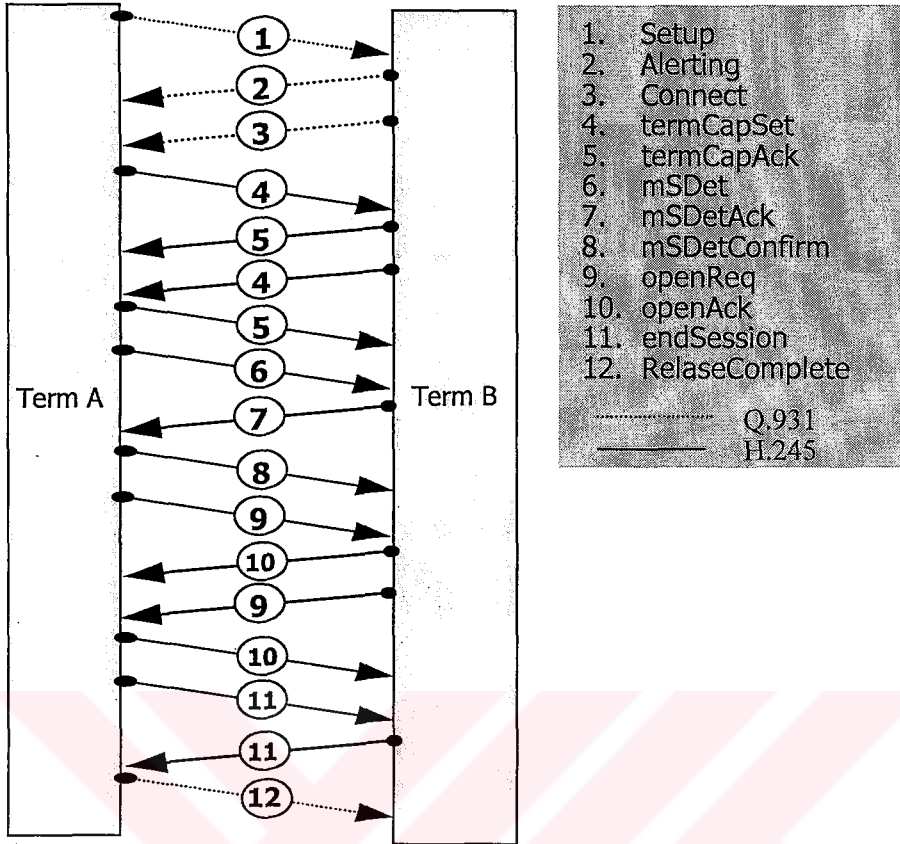 1
2
3
4
5
4
5
6
Term A
Term B
7
8
9
10
9
10
11
11
12
1. Setup
2. Alerting
3. Connect
4. termCapSet
5. termCapAck
6. mSDet
7. mSDetAck
8. mSDetConfirm
9. openReq
10. openAck
11. endSession
12. RelaseComplete
Q.931
H.245